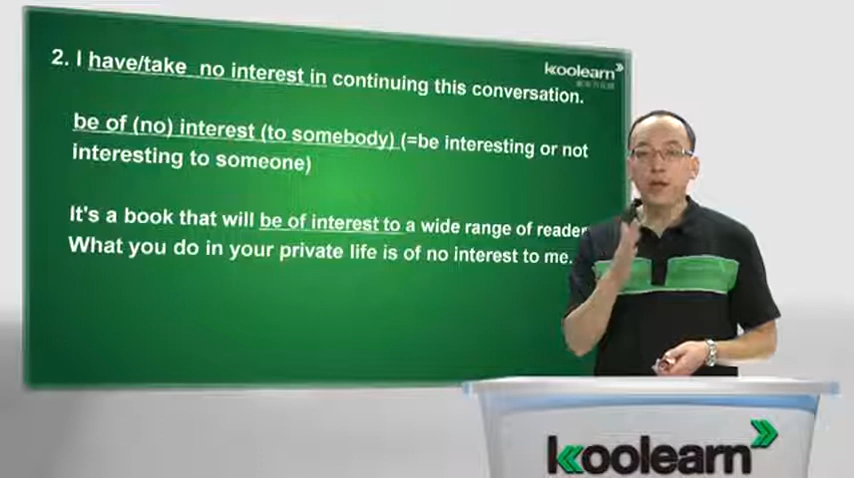 2. I have/take no interest in continuing this conversation.
koolearn
be of (no) interest (to somebody) (=be interesting or not
interesting to someone)
It's a book that will be of interest to a wide range of reader
What you do in your private life is of no interest to me.
koolearn